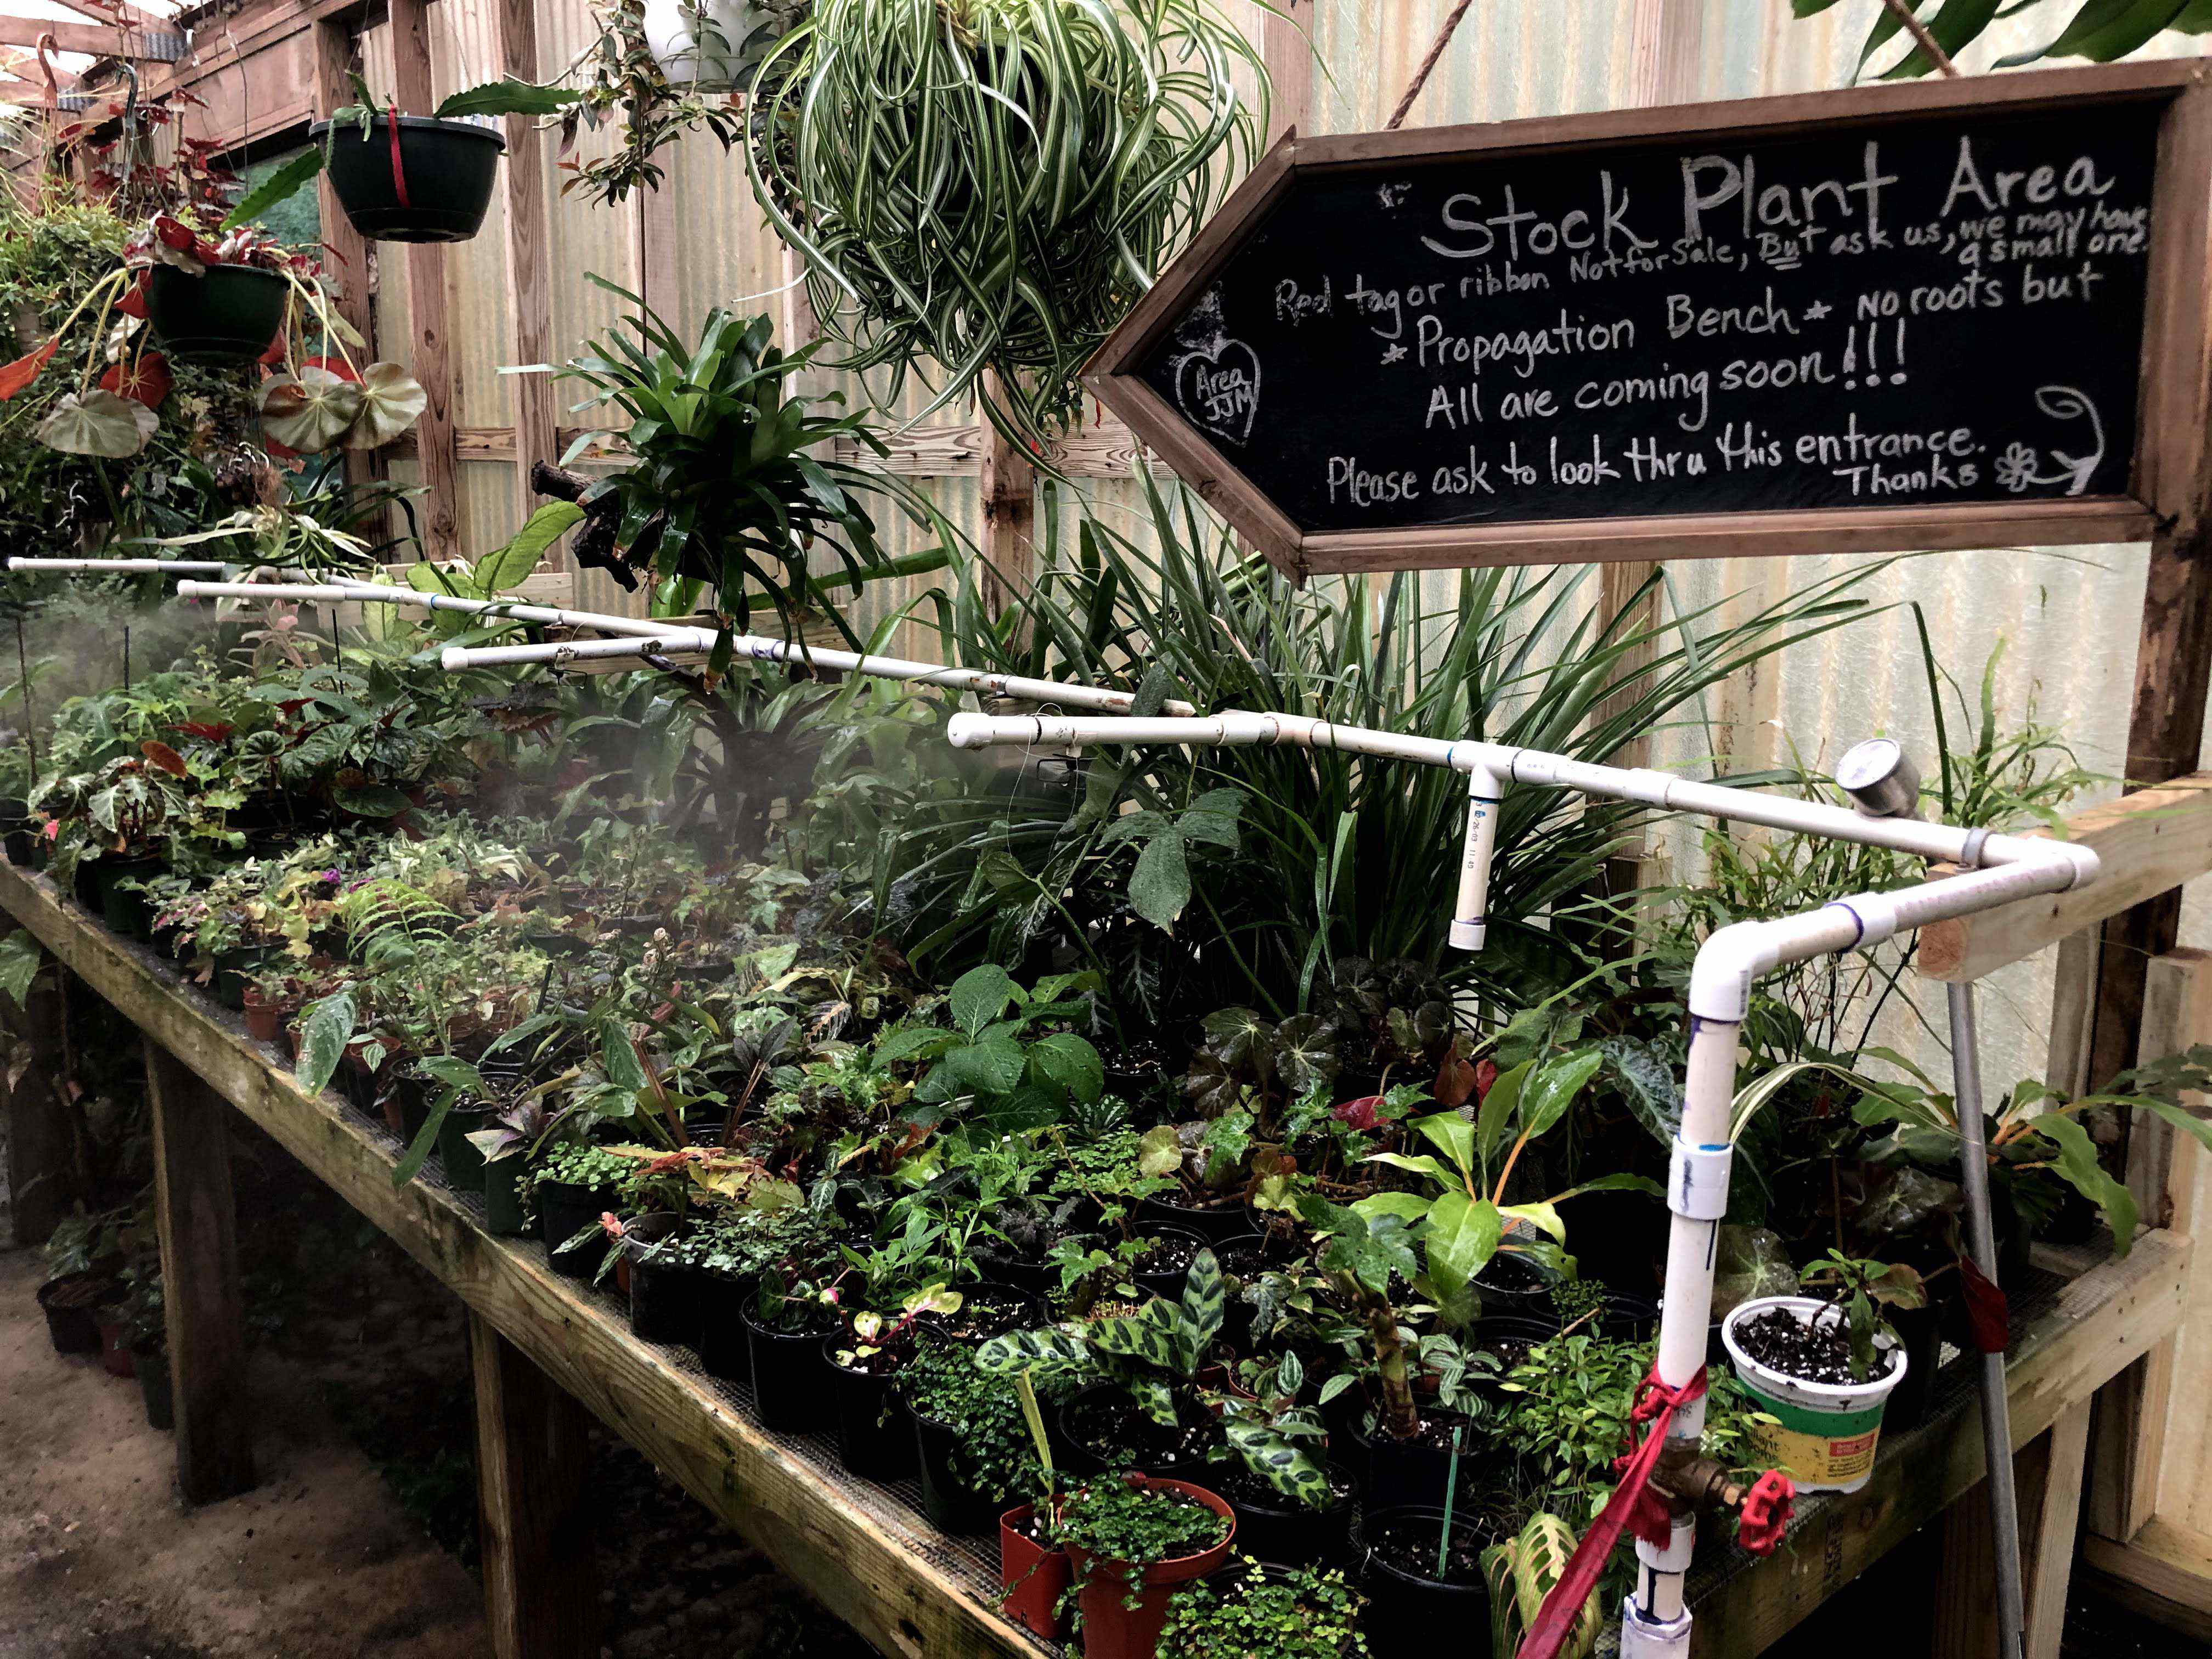 Stock Plant Area
Red tag or ribbon Not for Sale, But ask us, we may have
a small one.
*Propagation Bench* No roots but
All are coming soon!!!
Please ask to look thru this entrance.
Thanks
Area
JJM